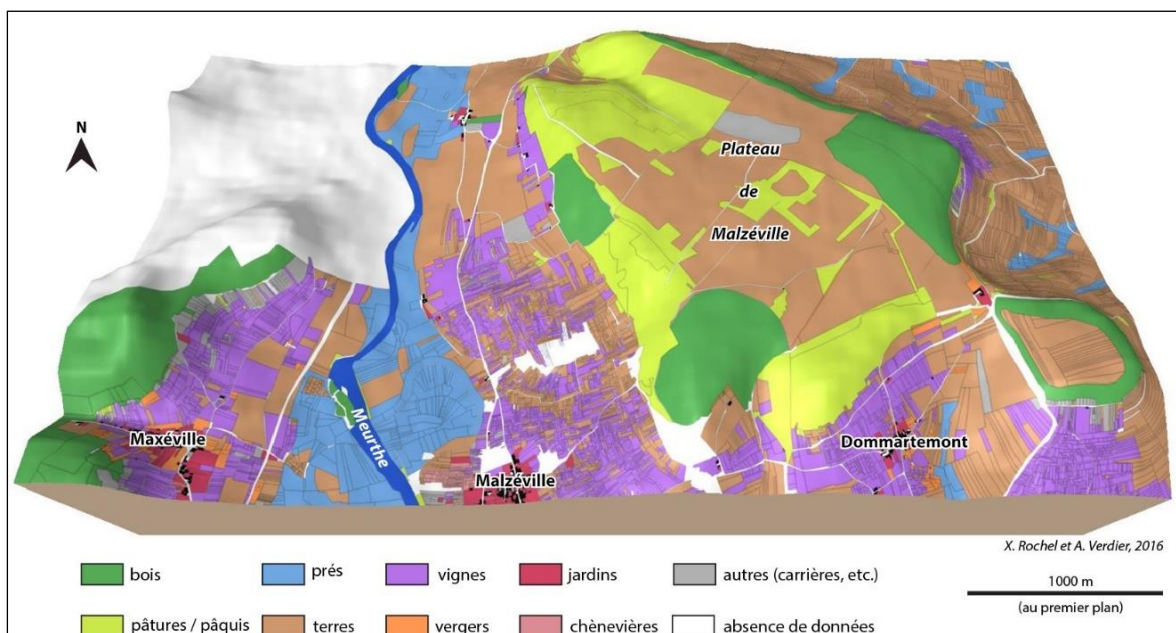 N
Plateau
de
Malzéville
Meurthe
Maxéville
Malzéville
Dommartemont
X. Rochel et A. Verdier, 2016
bois
prés
vignes
jardins
autres (carrières, etc.)
1000 m
(au premier plan)
pâtures / pâquis
terres
vergers
chènevières
absence de données